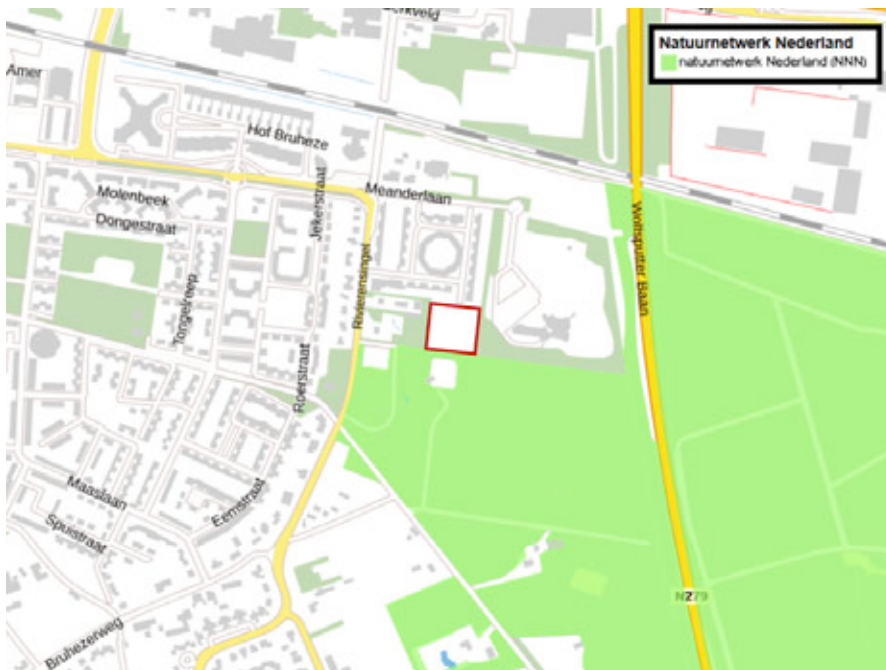 Berkveld
Natuurnetwerk Nederland
natuurnetwerk Nederland (NNN)
Amer
Hof Bruheze
Meanderlaan
Molenbeek
Dongestraat
Jekerstraat
Tongelreep
Rivierensingel
Wolfsputter Baan
Roerstraat
Maaslaan
Eemstraat
Spuistraat
N279
Bruhezerweg